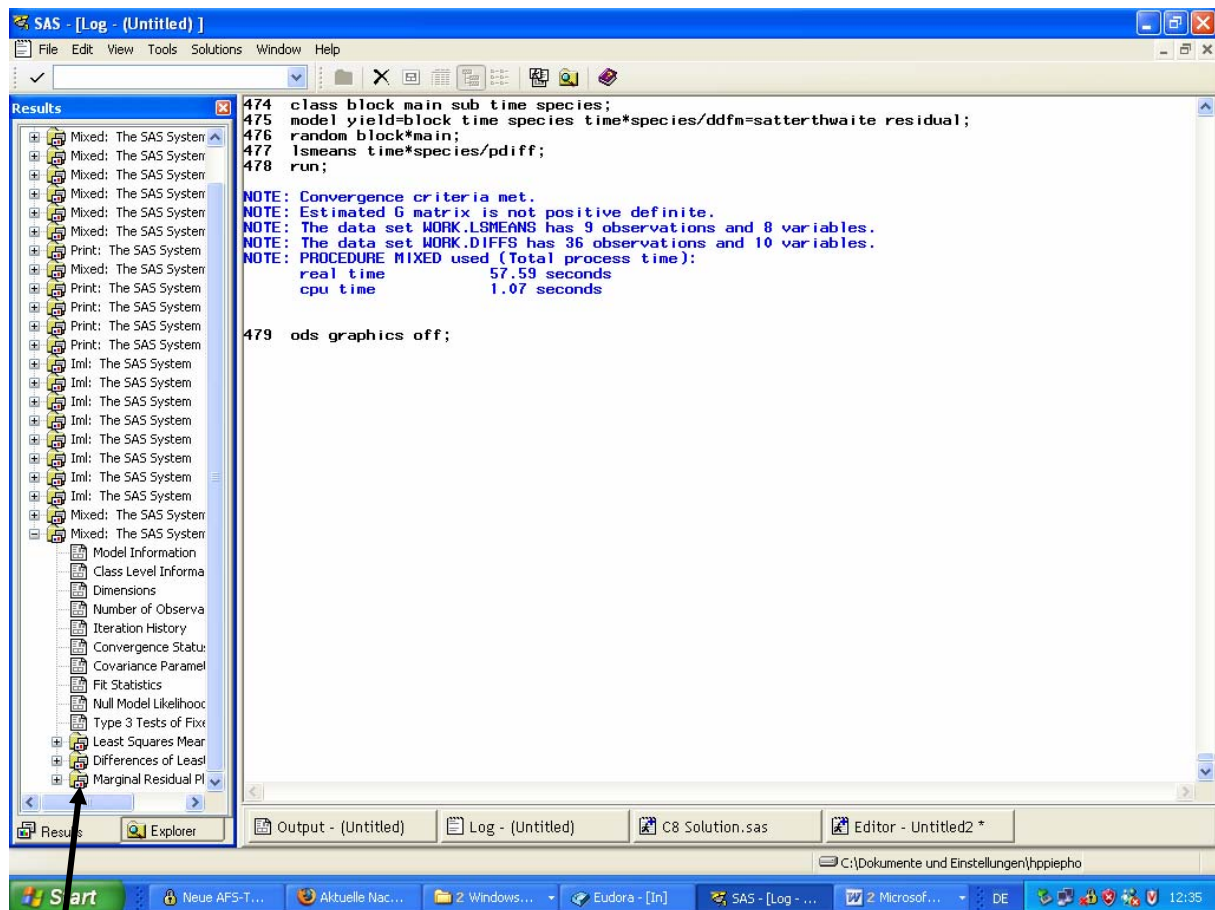 SAS - [Log - (Untitled) ]
File Edit View Tools Solutions Window Help
Results
Mixed: The SAS System
Mixed: The SAS System
Mixed: The SAS System
Mixed: The SAS System
Mixed: The SAS System
Mixed: The SAS System
Print: The SAS System
Mixed: The SAS System
Print: The SAS System
Print: The SAS System
Print: The SAS System
Print: The SAS System
Iml: The SAS System
Iml: The SAS System
Iml: The SAS System
Iml: The SAS System
Iml: The SAS System
Iml: The SAS System
Iml: The SAS System
Iml: The SAS System
Mixed: The SAS System
Mixed: The SAS System
Model Information
Class Level Informa
Dimensions
Number of Observa
Iteration History
Convergence Status
Covariance Paramet
Fit Statistics
Null Model Likelihood
Type 3 Tests of Fixe
Least Squares Mear
Differences of Least
Marginal Residual Pl
Results
Explorer
474 class block main sub time species;
475 model yield=block time species time*species/ddfm=satterthwaite residual;
476 random block*main;
477 lsmeans time*species/pdiff;
478 run;
NOTE: Convergence criteria met.
NOTE: Estimated G matrix is not positive definite.
NOTE: The data set WORK.LSMEANS has 9 observations and 8 variables.
NOTE: The data set WORK.DIFFS has 36 observations and 10 variables.
NOTE: PROCEDURE MIXED used (Total process time):
real time 57.59 seconds
cpu time 1.07 seconds
479 ods graphics off;
Output - (Untitled)
Log - (Untitled)
C8 Solution.sas
Editor - Untitled2 *
C:\Dokumente und Einstellungen\hppiepho
Start
Neue AFS-T...
Aktuelle Nac...
2 Windows...
Eudora - [In]
SAS - [Log - ...
2 Microsof...
DE
12:35